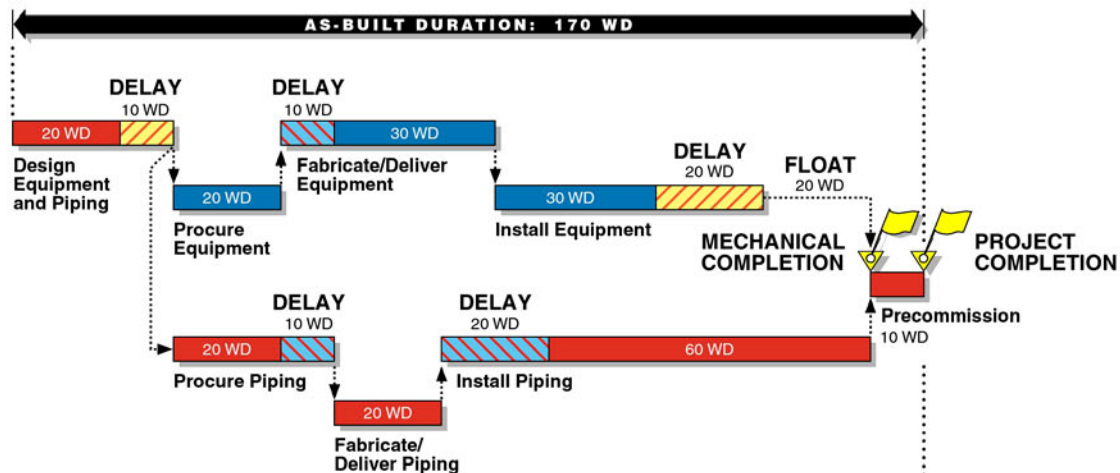 AS-BUILT DURATION: 170 WD
DELAY
10 WD
20 WD
Design
Equipment
and Piping
DELAY
10 WD
30 WD
Fabricate/Deliver
Equipment
20 WD
Procure
Equipment
DELAY
20 WD
30 WD
Install Equipment
FLOAT
20 WD
MECHANICAL
COMPLETION
PROJECT
COMPLETION
Precommission
10 WD
DELAY
10 WD
20 WD
Procure Piping
DELAY
20 WD
60 WD
Install Piping
20 WD
Fabricate/
Deliver Piping